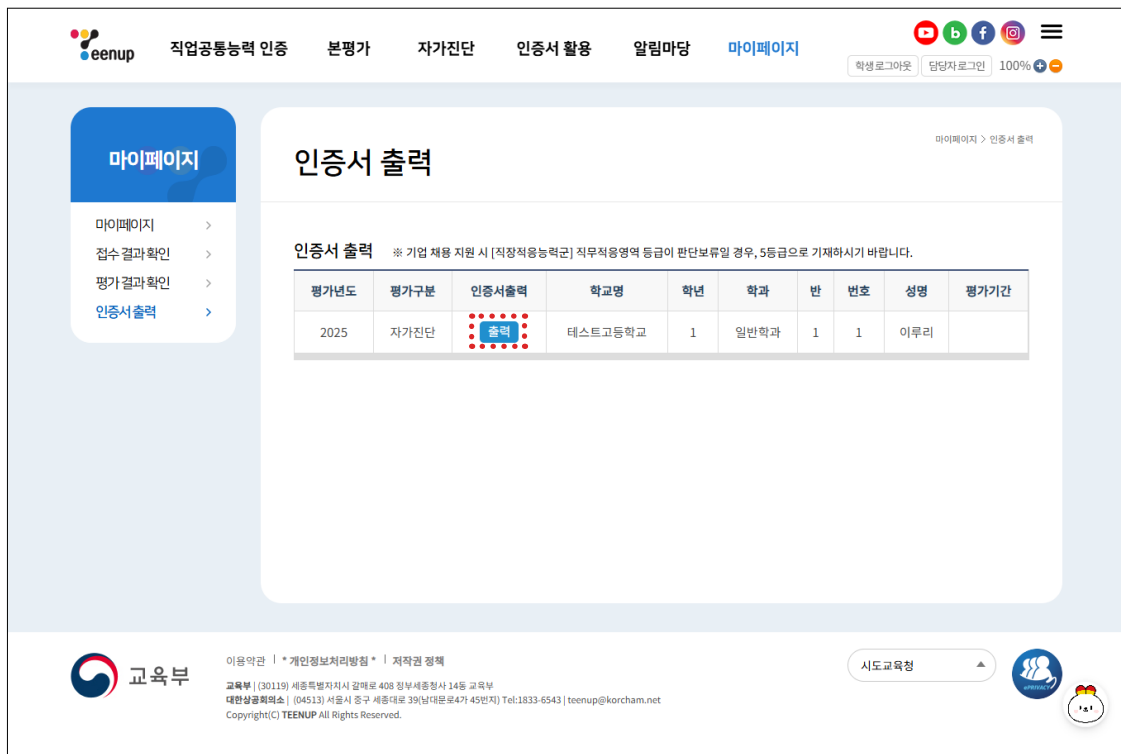 Teenup
직업공통능력 인증 본평가 자가진단 인증서 활용 알림마당 마이페이지
학생로그아웃 담당자로그인 100%
마이페이지
마이페이지
접수 결과 확인
평가 결과 확인
인증서 출력
마이페이지 > 인증서 출력
인증서 출력
인증서 출력 ※ 기업 채용 지원 시 [직장적응능력군] 직무적응영역 등급이 판단보류일 경우, 5등급으로 기재하시기 바랍니다.
평가년도 평가구분 인증서출력 학교명 학년 학과 반 번호 성명 평가기간
2025 자가진단 출력 테스트고등학교 1 일반학과 1 1 이루리
교육부
이용약관 | * 개인정보처리방침 * | 저작권 정책
교육부 | (30119) 세종특별자치시 갈매로 408 정부세종청사 14동 교육부
대한상공회의소 | (04513) 서울시 중구 세종대로 39(남대문로4가 45번지) Tel:1833-6543 | teenup@korcham.net
Copyright(C) TEENUP All Rights Reserved.
시도교육청
ePRIVACY